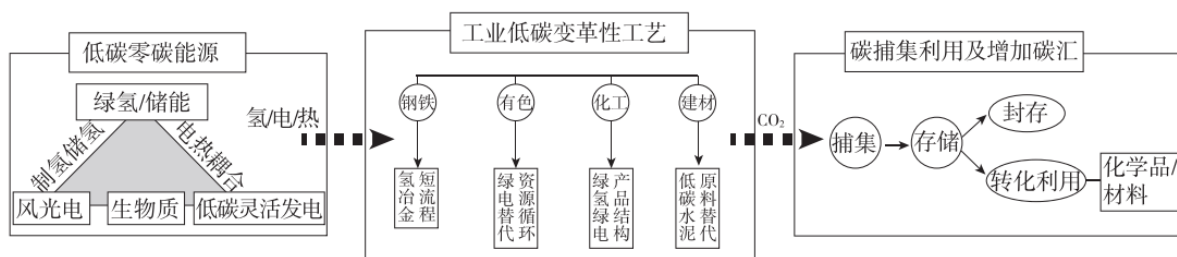 低碳零碳能源
绿氢/储能
制氢储氢
电热耦合
风光电
生物质
低碳灵活发电
氢/电/热
工业低碳变革性工艺
钢铁
有色
化工
建材
短流程
氢冶金
资源循环
绿电替代
产品结构
绿氢绿电
原料替代
低碳水泥
CO₂
碳捕集利用及增加碳汇
捕集
存储
封存
转化利用
化学品/
材料